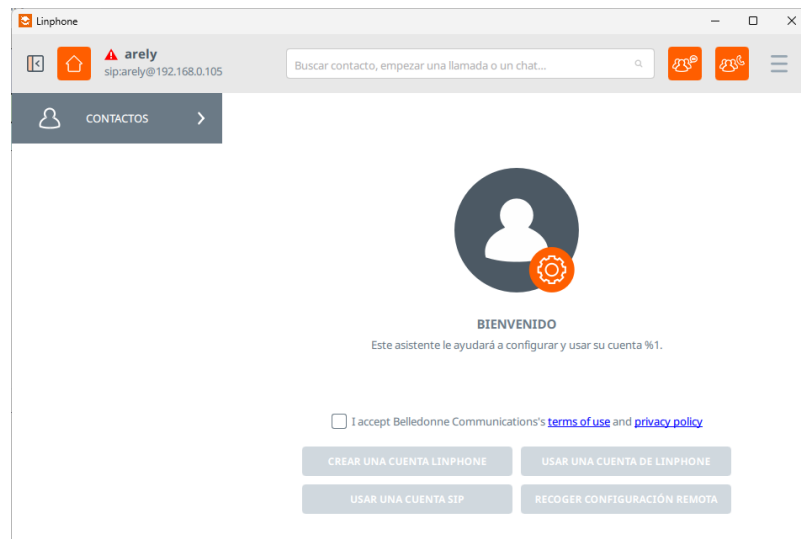 Linphone
arely
sip:arely@192.168.0.105
Buscar contacto, empezar una llamada o un chat...
CONTACTOS
BIENVENIDO
Este asistente le ayudará a configurar y usar su cuenta %1.
I accept Belledonne Communications's terms of use and privacy policy
CREAR UNA CUENTA LINPHONE
USAR UNA CUENTA DE LINPHONE
USAR UNA CUENTA SIP
RECOGER CONFIGURACIÓN REMOTA